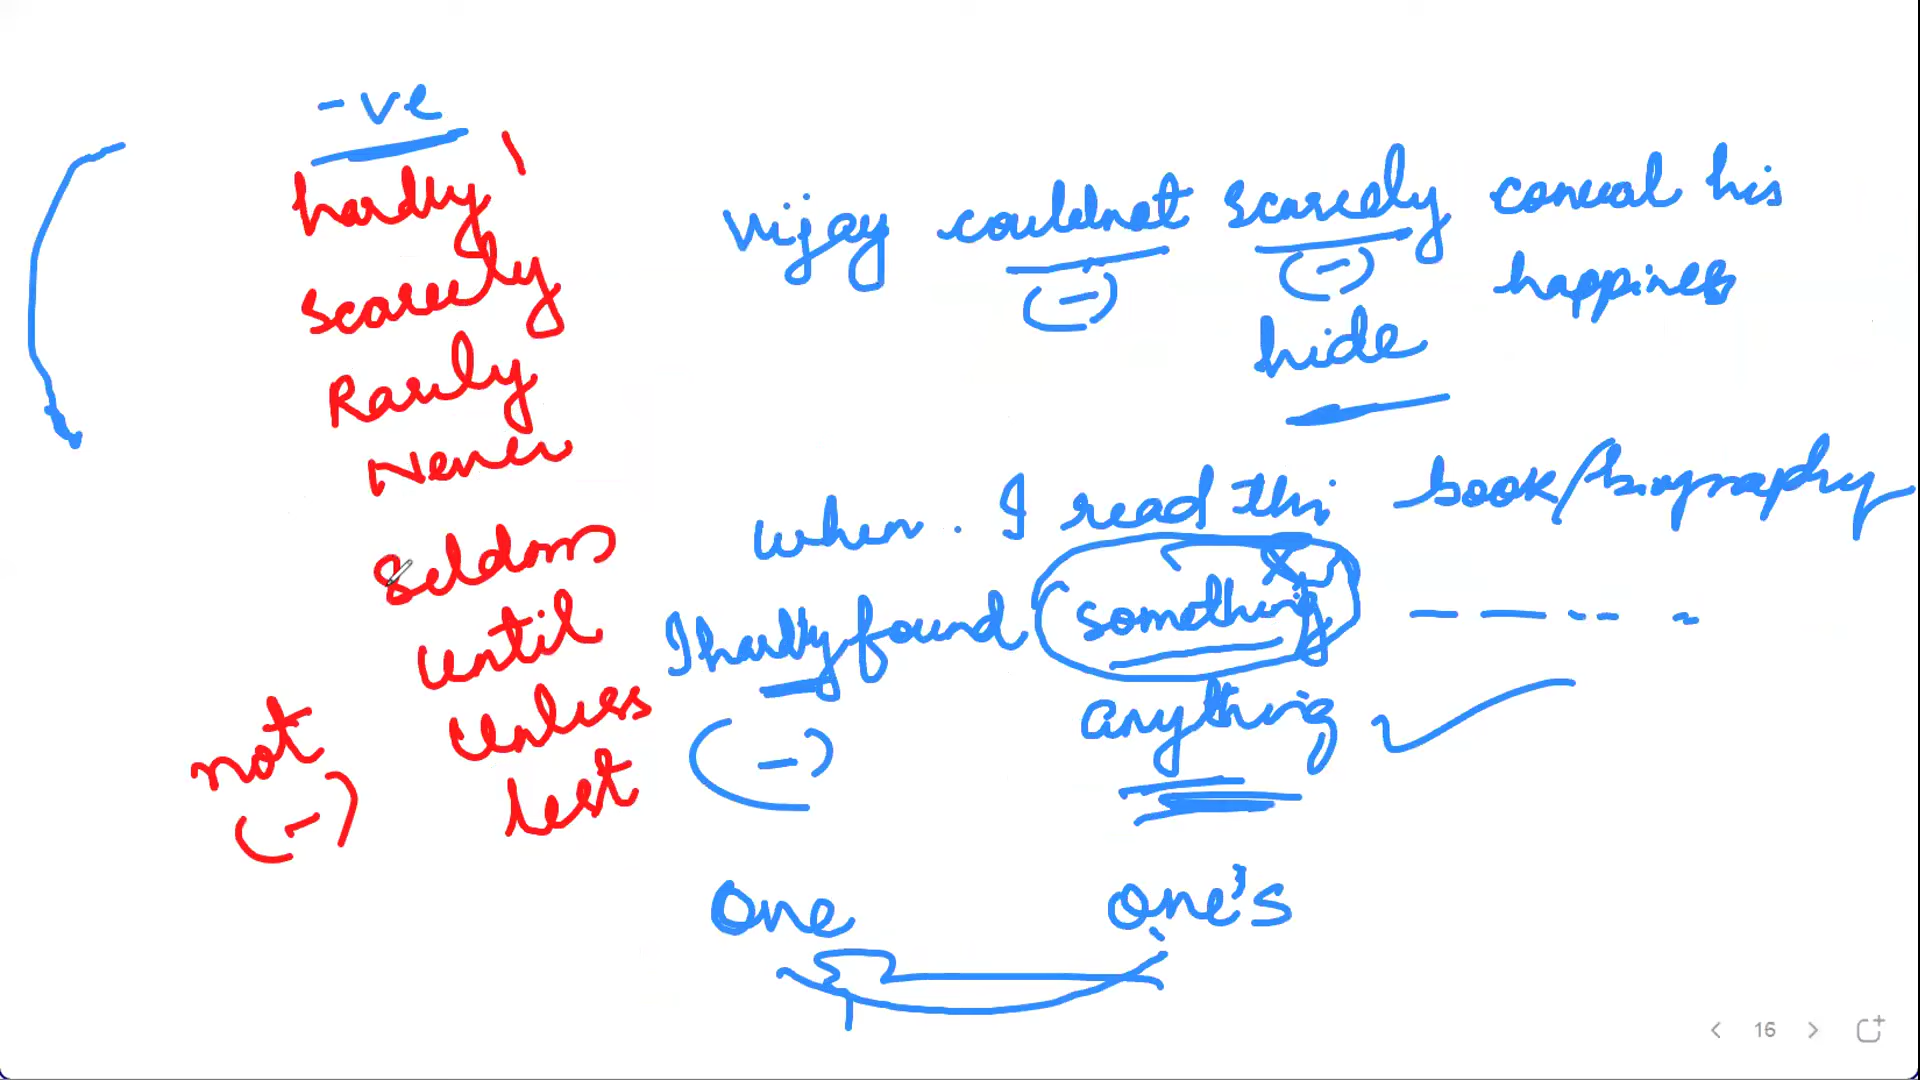 -ve
hardly
Scarcely
Rarely
Never
Seldom
Until
Unless
lest
not
(-)
Vijay couldnot scarcely conceal his
(-) (-) happiness
hide
when . I read this book/biography
I hardly found something
(-) anything
One One's
16